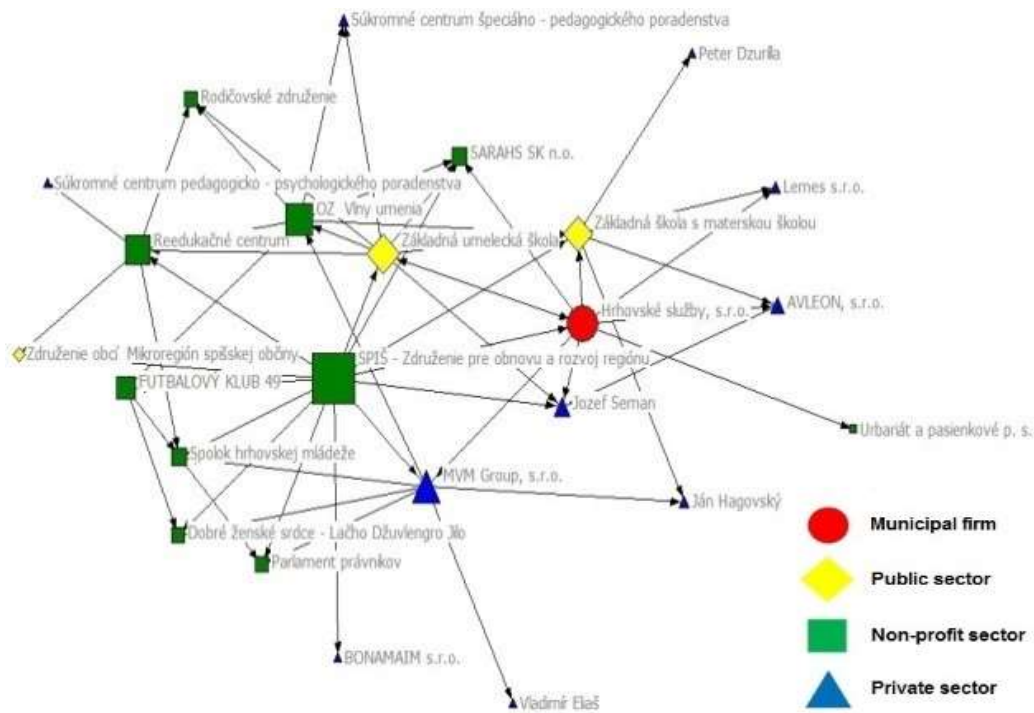 Súkromné centrum špeciálno - pedagogického poradenstva
Peter Dzurilla
Rodičovské združenie
SARAHS SK n.o.
Súkromné centrum pedagogicko - psychologického poradenstva
Lemes s.r.o.
LOZ Vlny umenia
Základná škola s materskou školou
Reedukačné centrum
Základná umelecká škola
Hrhovské služby, s.r.o.
AVLEON, s.r.o.
Združenie obcí Mikroregión spišskej občiny
SPIŠ - Združenie pre obnovu a rozvoj regiónu
FUTBALOVÝ KLUB 49
Jozef Seman
Urbariát a pasienkové p. s.
Spolok hrhovskej mládeže
MVM Group, s.r.o.
Ján Hagovský
Municipal firm
Dobré ženské srdce - Lačho Džuvlengro Jilo
Parlament právnikov
Public sector
Non-profit sector
BONAMAIM s.r.o.
Private sector
Vladimír Eliaš